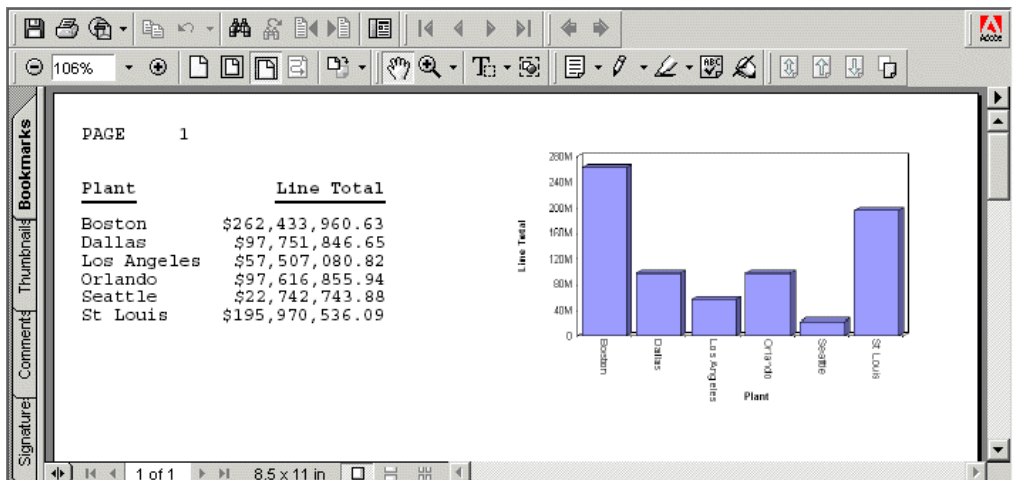 Adobe
106%
ABC
Bookmarks
Thumbnails
Comments
Signature
PAGE 1
Plant Line Total
Boston $262,433,960.63
Dallas $97,751,846.65
Los Angeles $57,507,080.82
Orlando $97,616,855.94
Seattle $22,742,743.88
St Louis $195,970,536.09
Line Total
280M
240M
200M
160M
120M
80M
40M
0
Boston
Dallas
Los Angeles
Orlando
Seattle
St Louis
Plant
1 of 1
8.5 x 11 in